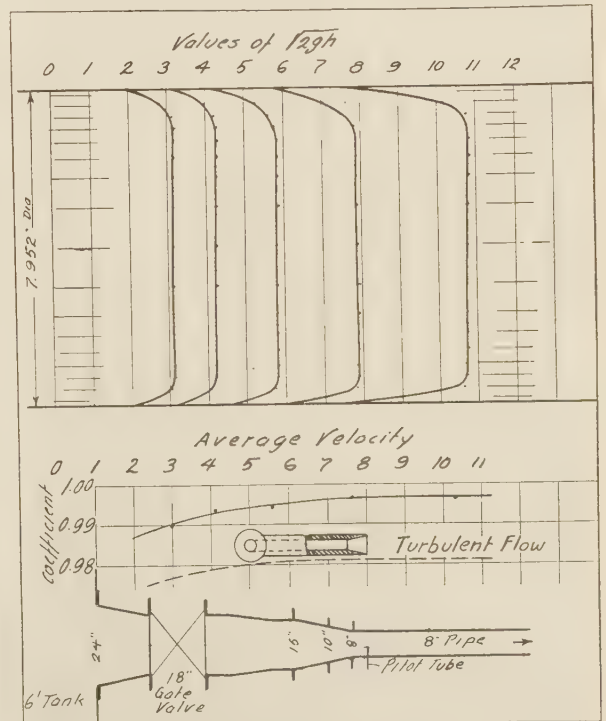 Values of √2gh
0 1 2 3 4 5 6 7 8 9 10 11 12
7.952" Dia
Average Velocity
0 1 2 3 4 5 6 7 8 9 10 11
coefficient
1.00
0.99
0.98
Turbulent Flow
24"
6' Tank
18"
Gate
Valve
15"
10"
8"
8" Pipe
Pitot Tube